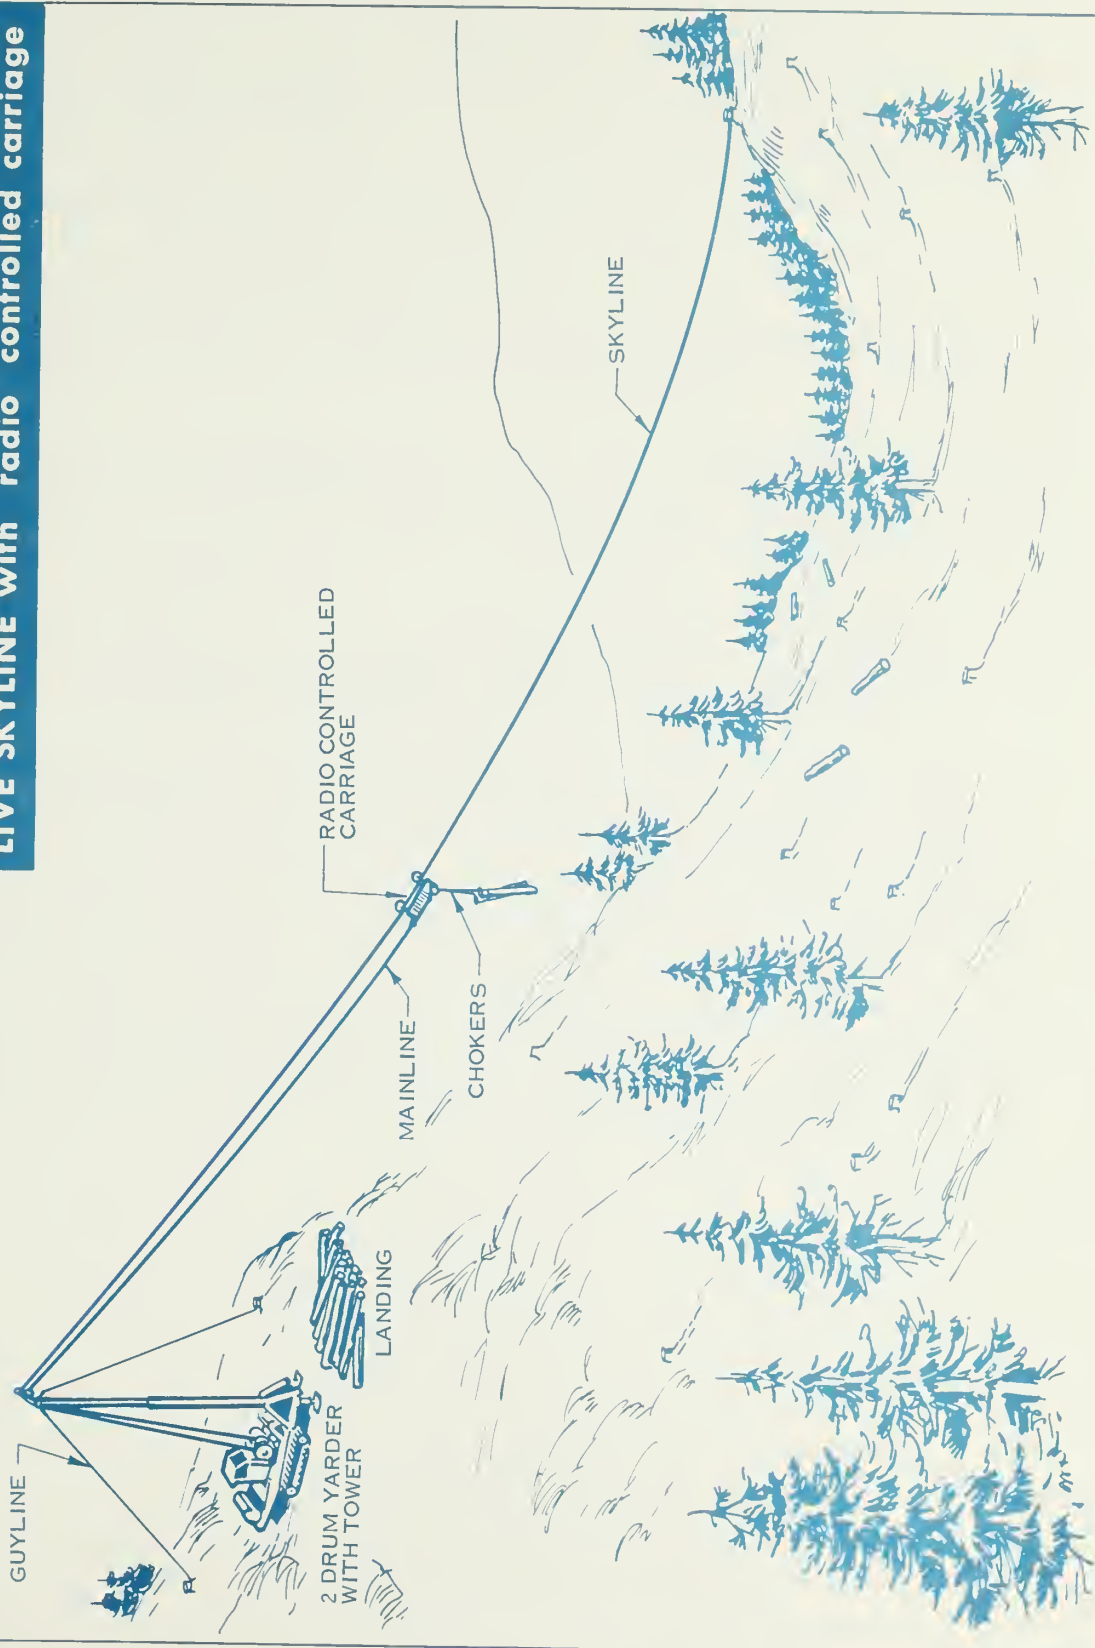 LIVE SKYLINE with radio controlled carriage
GUYLINE
2 DRUM YARDER
WITH TOWER
LANDING
MAINLINE
CHOKERS
RADIO CONTROLLED
CARRIAGE
SKYLINE